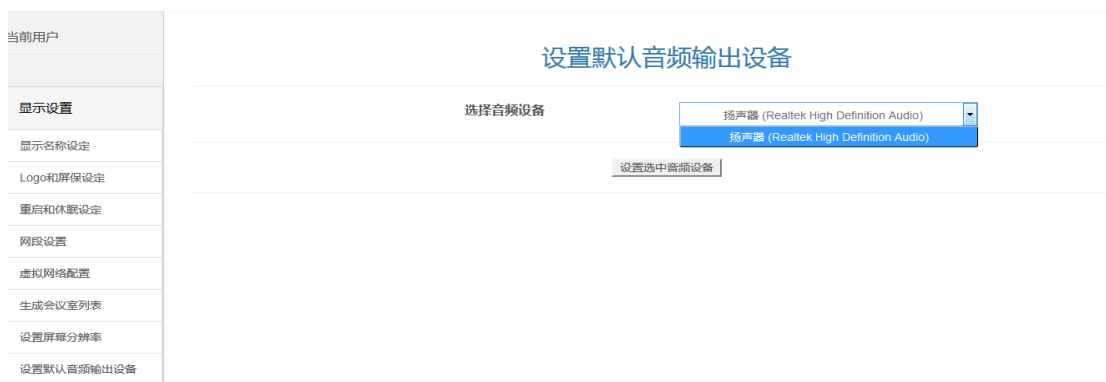 当前用户
设置默认音频输出设备
显示设置
选择音频设备
扬声器 (Realtek High Definition Audio)
扬声器 (Realtek High Definition Audio)
显示名称设定
设置选中音频设备
Logo和屏保设定
重启和休眠设定
网段设置
虚拟网络配置
生成会议室列表
设置屏幕分辨率
设置默认音频输出设备